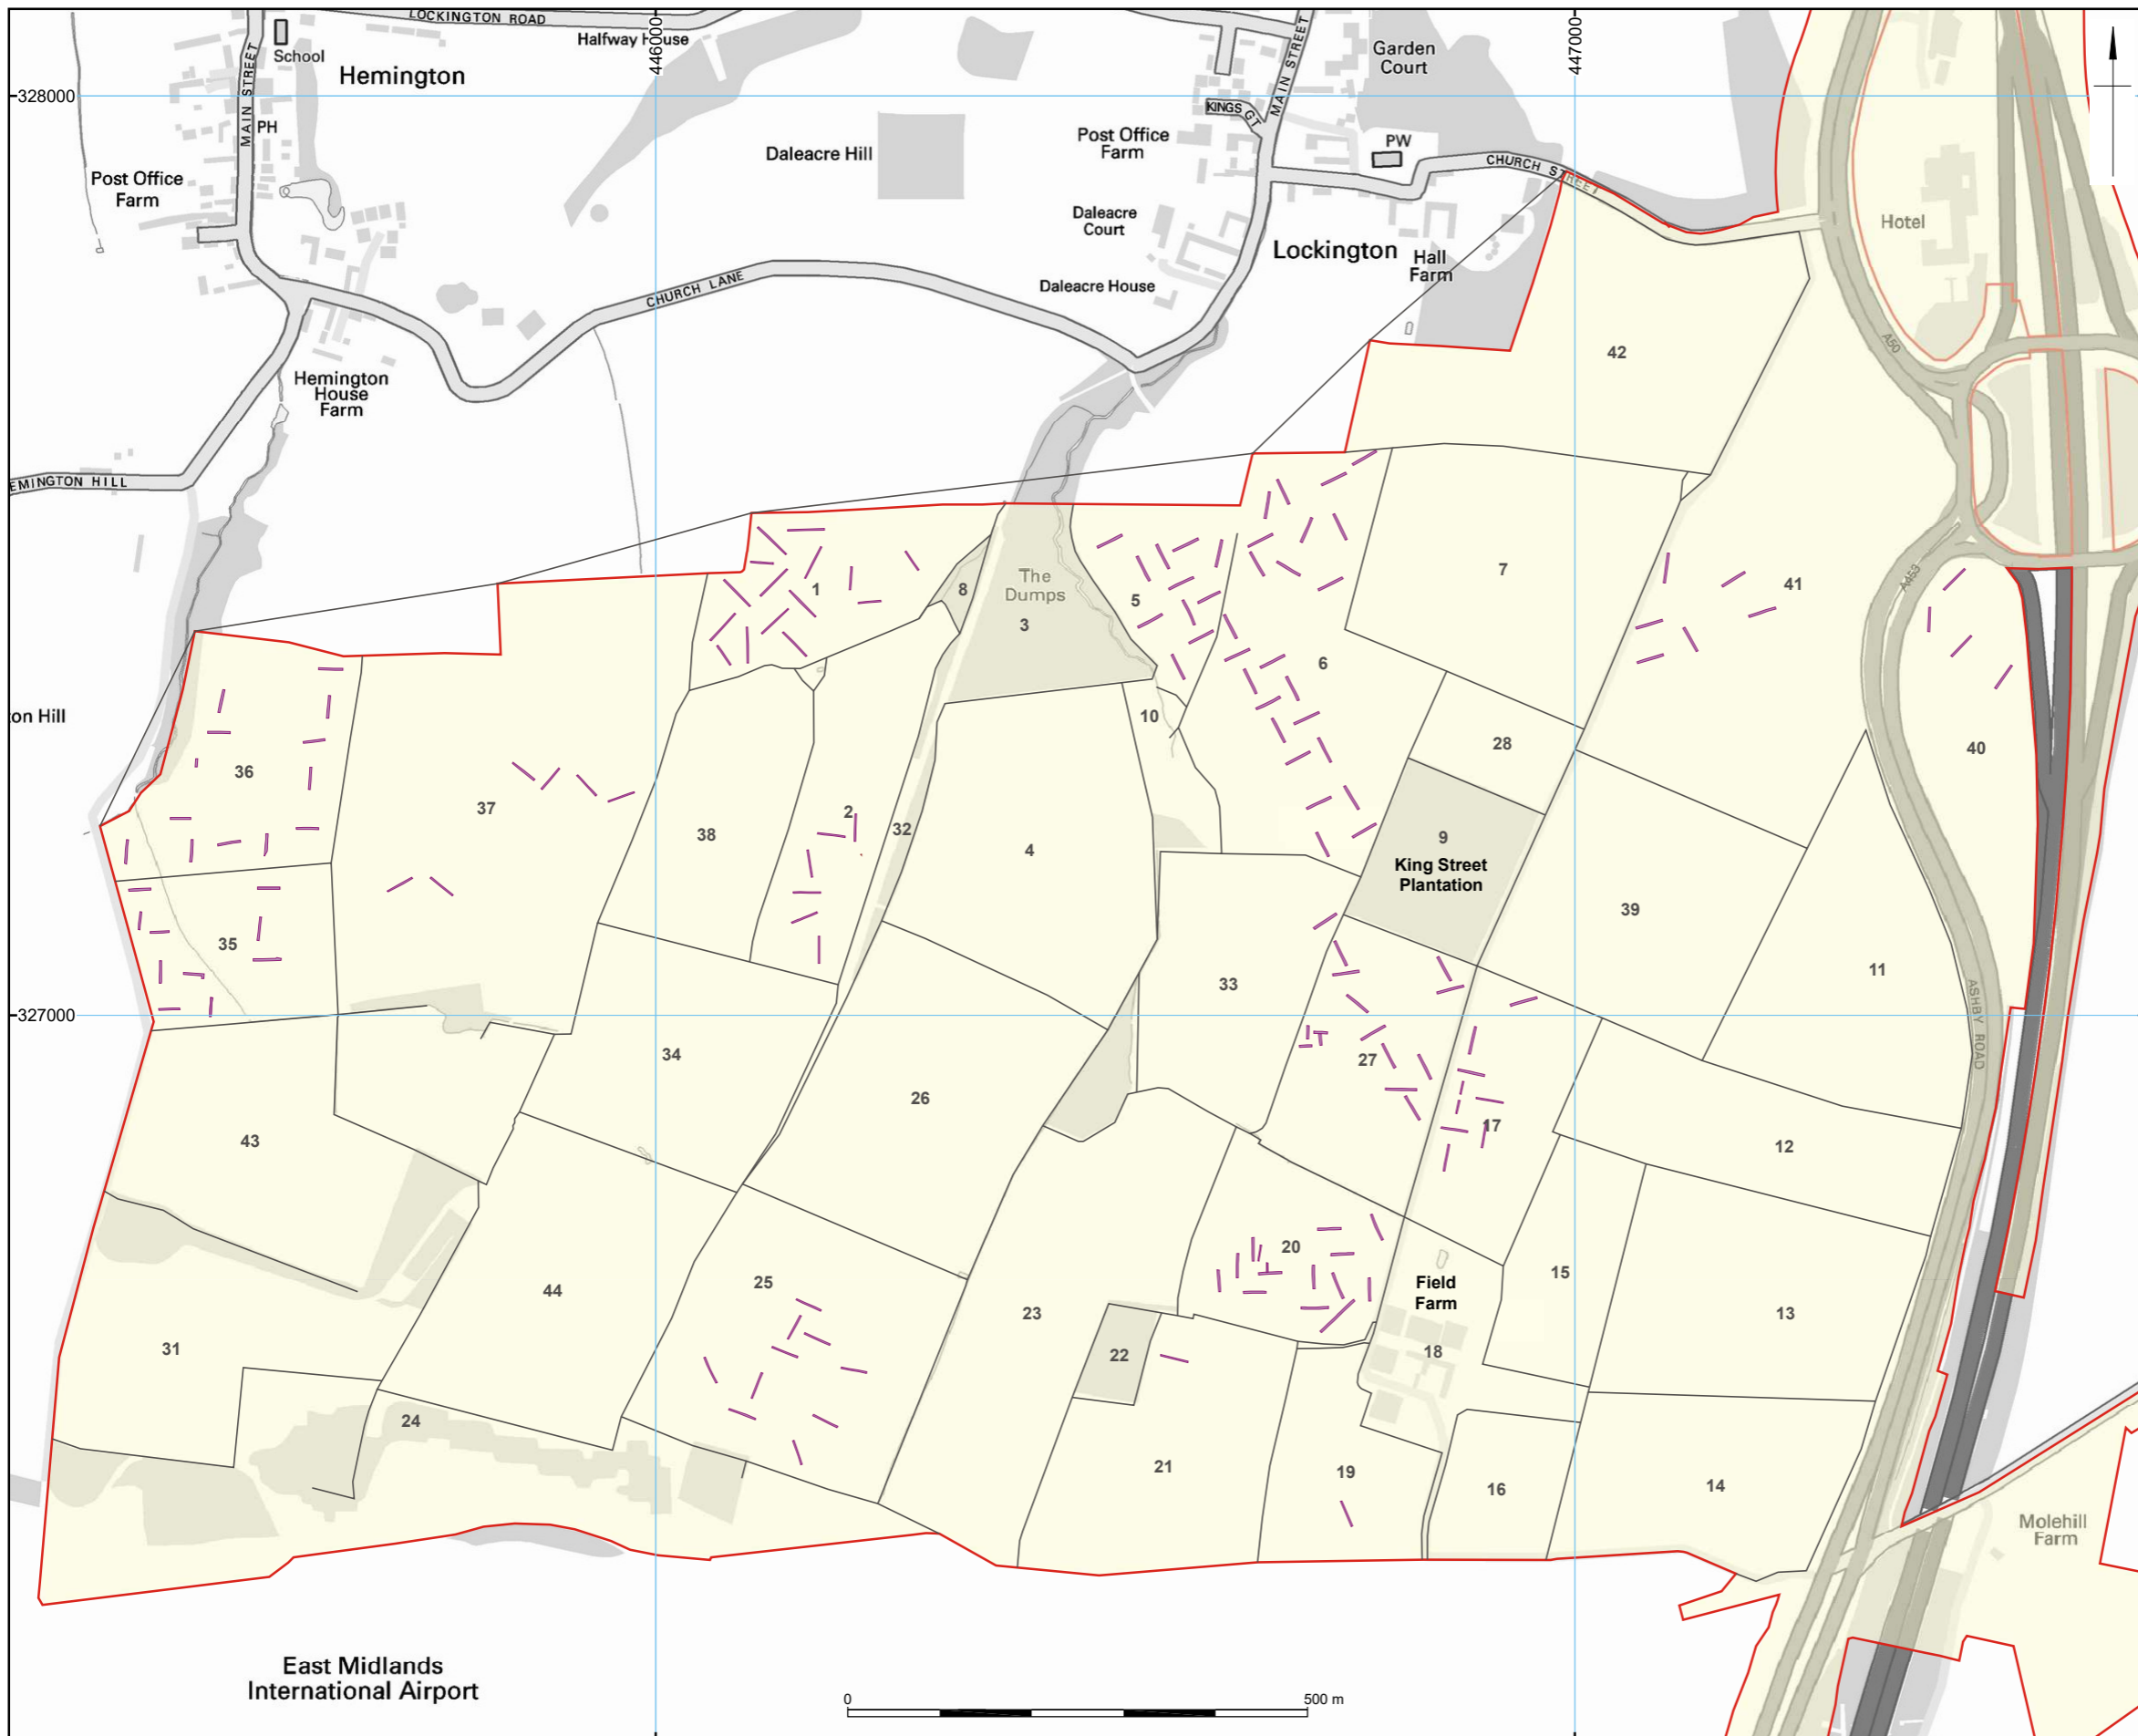 LOCKINGTON ROAD
Halfway House
446000
447000
MAIN STREET
School
Hemington
Garden
Court
MAIN STREET
328000
KINGS GT
PH
Post Office
Farm
Daleacre Hill
PW
CHURCH STREET
Post Office
Farm
Daleacre
Court
Hotel
Lockington
Hall
Farm
CHURCH LANE
Daleacre House
A50
42
Hemington
House
Farm
EMINGTON HILL
7
The
Dumps
A453
41
1
8
5
3
6
on Hill
10
28
40
36
37
2
38
32
4
9
King Street
Plantation
39
35
11
33
ASHBY ROAD
327000
34
27
26
17
43
12
20
25
44
15
Field
Farm
23
13
31
22
18
24
21
19
16
14
Molehill
Farm
East Midlands
International Airport
0
500 m